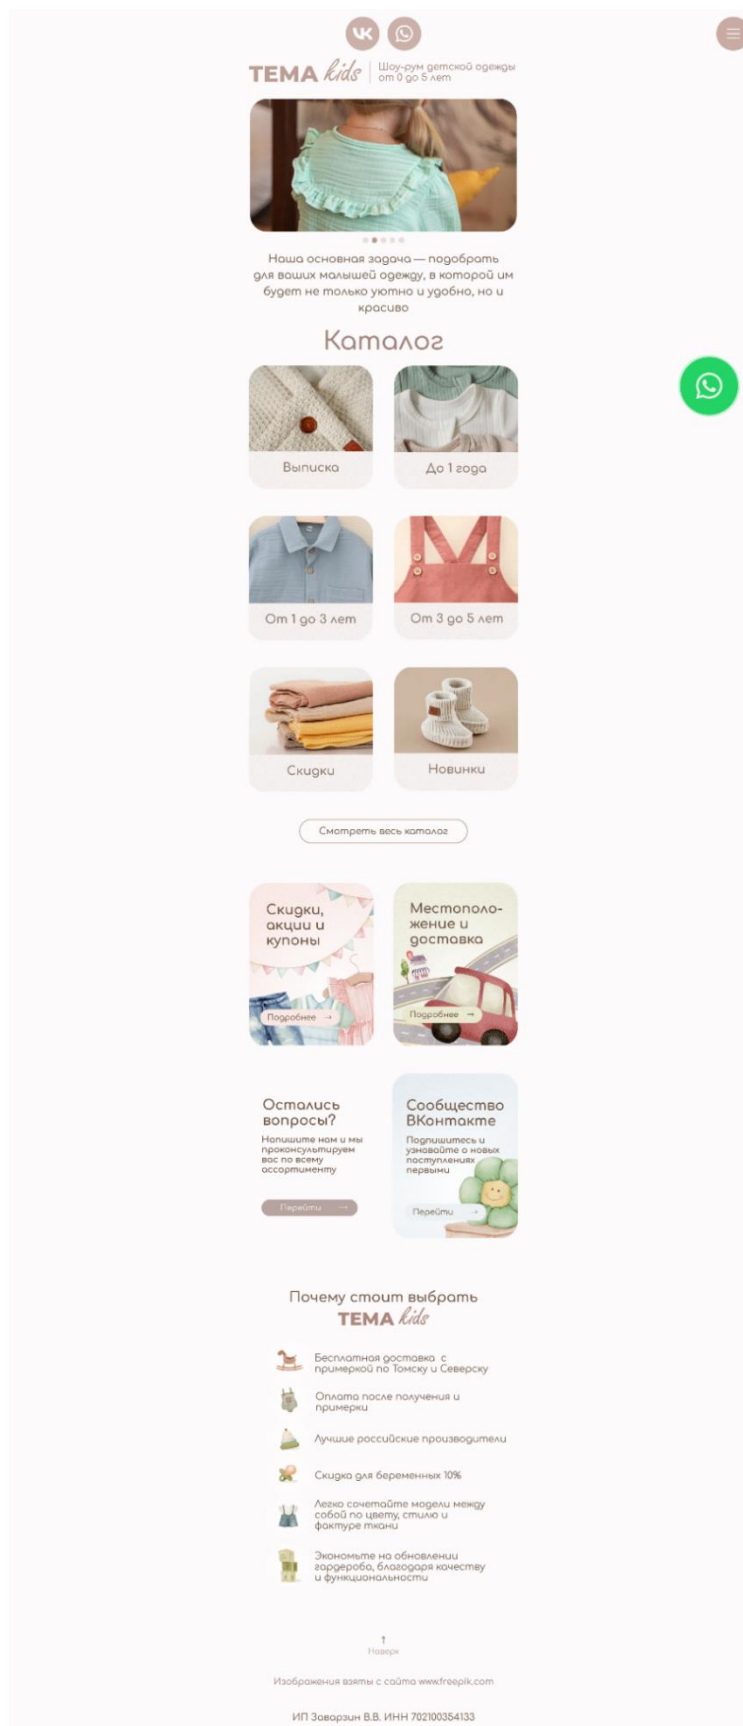 TEMA kids
Шоу-рум детской одежды
от 0 до 5 лет
Наша основная задача — подобрать
для ваших малышей одежду, в которой им
будет не только уютно и удобно, но и
красиво
Каталог
Выписка
До 1 года
От 1 до 3 лет
От 3 до 5 лет
Скидки
Новинки
Смотреть весь каталог
Скидки,
акции и
купоны
Подробнее →
Местополо-
жение и
доставка
Подробнее →
Остались
вопросы?
Напишите нам и мы
проконсультируем
вас по всему
ассортименту
Перейти →
Сообщество
ВКонтакте
Подпишитесь и
узнавайте о новых
поступлениях
первыми
Перейти →
Почему стоит выбрать
TEMA kids
Бесплатная доставка с
примеркой по Томску и Северску
Оплата после получения и
примерки
Лучшие российские производители
Скидка для беременных 10%
Легко сочетайте модели между
собой по цвету, стилю и
фактуре ткани
Экономьте на обновлении
гардероба, благодаря качеству
и функциональности
↑
Наверх
Изображения взяты с сайта www.freepik.com
ИП Заварзин В.В. ИНН 702100354133